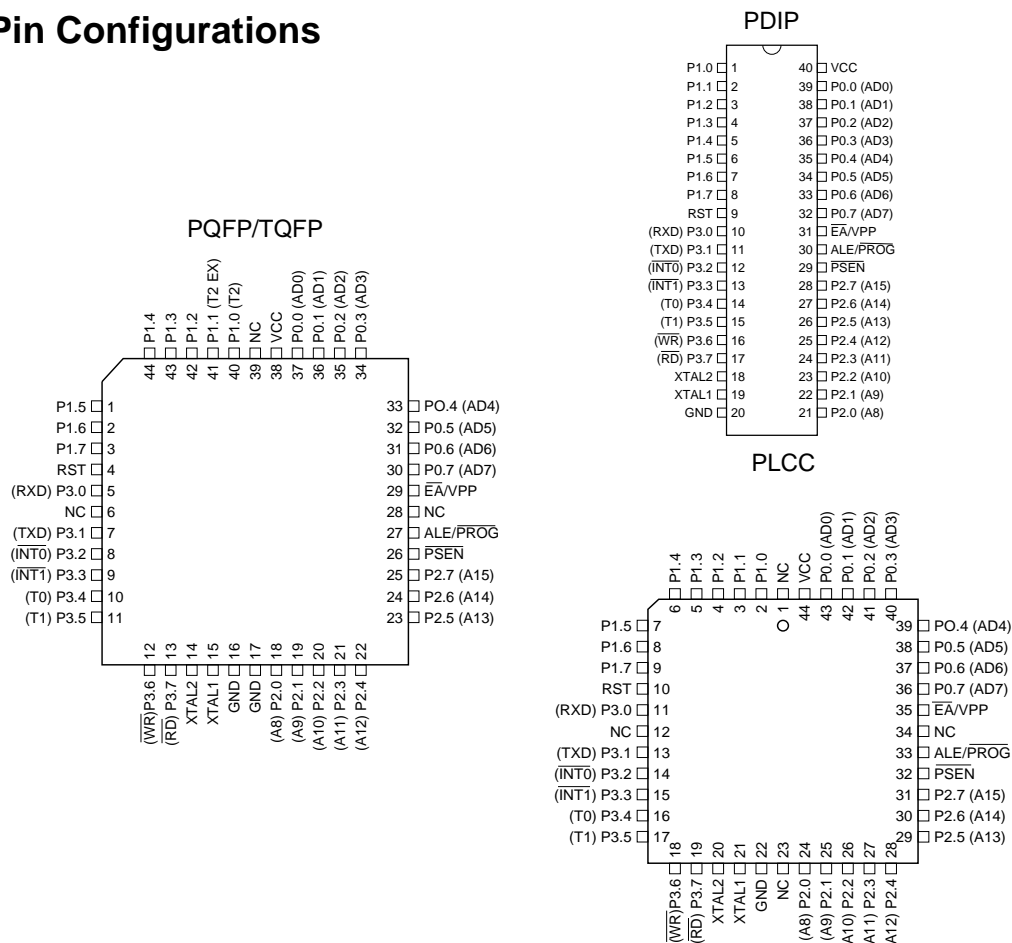 Pin Configurations
PDIP
P1.0 1
P1.1 2
P1.2 3
P1.3 4
P1.4 5
P1.5 6
P1.6 7
P1.7 8
RST 9
(RXD) P3.0 10
(TXD) P3.1 11
(INT0) P3.2 12
(INT1) P3.3 13
(T0) P3.4 14
(T1) P3.5 15
(WR) P3.6 16
(RD) P3.7 17
XTAL2 18
XTAL1 19
GND 20
40 VCC
39 P0.0 (AD0)
38 P0.1 (AD1)
37 P0.2 (AD2)
36 P0.3 (AD3)
35 P0.4 (AD4)
34 P0.5 (AD5)
33 P0.6 (AD6)
32 P0.7 (AD7)
31 EA/VPP
30 ALE/PROG
29 PSEN
28 P2.7 (A15)
27 P2.6 (A14)
26 P2.5 (A13)
25 P2.4 (A12)
24 P2.3 (A11)
23 P2.2 (A10)
22 P2.1 (A9)
21 P2.0 (A8)
PQFP/TQFP
44 P1.4
43 P1.3
42 P1.2
41 P1.1 (T2 EX)
40 P1.0 (T2)
39 NC
38 VCC
37 P0.0 (AD0)
36 P0.1 (AD1)
35 P0.2 (AD2)
34 P0.3 (AD3)
P1.5 1
P1.6 2
P1.7 3
RST 4
(RXD) P3.0 5
NC 6
(TXD) P3.1 7
(INT0) P3.2 8
(INT1) P3.3 9
(T0) P3.4 10
(T1) P3.5 11
33 PO.4 (AD4)
32 P0.5 (AD5)
31 P0.6 (AD6)
30 P0.7 (AD7)
29 EA/VPP
28 NC
27 ALE/PROG
26 PSEN
25 P2.7 (A15)
24 P2.6 (A14)
23 P2.5 (A13)
(WR)P3.6 12
(RD) P3.7 13
XTAL2 14
XTAL1 15
GND 16
GND 17
(A8) P2.0 18
(A9) P2.1 19
(A10) P2.2 20
(A11) P2.3 21
(A12) P2.4 22
PLCC
6 P1.4
5 P1.3
4 P1.2
3 P1.1
2 P1.0
1 NC
44 VCC
43 P0.0 (AD0)
42 P0.1 (AD1)
41 P0.2 (AD2)
40 P0.3 (AD3)
P1.5 7
P1.6 8
P1.7 9
RST 10
(RXD) P3.0 11
NC 12
(TXD) P3.1 13
(INT0) P3.2 14
(INT1) P3.3 15
(T0) P3.4 16
(T1) P3.5 17
39 PO.4 (AD4)
38 P0.5 (AD5)
37 P0.6 (AD6)
36 P0.7 (AD7)
35 EA/VPP
34 NC
33 ALE/PROG
32 PSEN
31 P2.7 (A15)
30 P2.6 (A14)
29 P2.5 (A13)
(WR)P3.6 18
(RD) P3.7 19
XTAL2 20
XTAL1 21
GND 22
NC 23
(A8) P2.0 24
(A9) P2.1 25
A10) P2.2 26
A11) P2.3 27
A12) P2.4 28